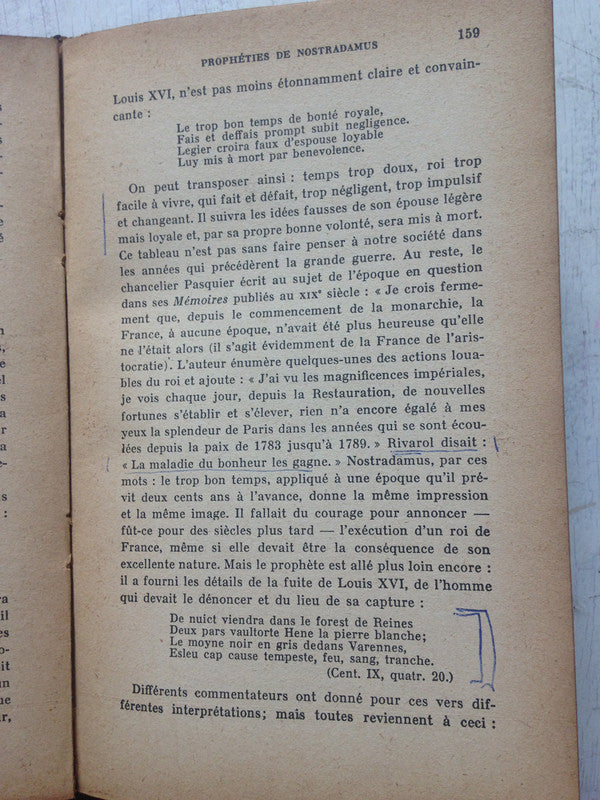 PROPHÉTIES DE NOSTRADAMUS 159
Louis XVI, n'est pas moins étonnamment claire et convain-
cante :
Le trop bon temps de bonté royale,
Fais et deffais prompt subit negligence.
Legier croira faux d'espouse loyable
Luy mis à mort par benevolence.
On peut transposer ainsi : temps trop doux, roi trop
facile à vivre, qui fait et défait, trop négligent, trop impulsif
et changeant. Il suivra les idées fausses de son épouse légère
mais loyale et, par sa propre bonne volonté, sera mis à mort.
Ce tableau n'est pas sans faire penser à notre société dans
les années qui précédèrent la grande guerre. Au reste, le
chancelier Pasquier écrit au sujet de l'époque en question
dans ses Mémoires publiés au XIXe siècle : « Je crois ferme-
ment que, depuis le commencement de la monarchie, la
France, à aucune époque, n'avait été plus heureuse qu'elle
ne l'était alors (il s'agit évidemment de la France de l'aris-
tocratie). L'auteur énumère quelques-unes des actions loua-
bles du roi et ajoute : « J'ai vu les magnificences impériales,
je vois chaque jour, depuis la Restauration, de nouvelles
fortunes s'établir et s'élever, rien n'a encore égalé à mes
yeux la splendeur de Paris dans les années qui se sont écou-
lées depuis la paix de 1783 jusqu'à 1789. » Rivarol disait :
« La maladie du bonheur les gagne. » Nostradamus, par ces
mots : le trop bon temps, appliqué à une époque qu'il pré-
vit deux cents ans à l'avance, donne la même impression
et la même image. Il fallait du courage pour annoncer —
fût-ce pour des siècles plus tard — l'exécution d'un roi de
France, même si elle devait être la conséquence de son
excellente nature. Mais le prophète est allé plus loin encore :
il a fourni les détails de la fuite de Louis XVI, de l'homme
qui devait le dénoncer et du lieu de sa capture :
De nuict viendra dans le forest de Reines
Deux pars vaultorte Hene la pierre blanche;
Le moyne noir en gris dedans Varennes,
Esleu cap cause tempeste, feu, sang, tranche.
(Cent. IX, quatr. 20.)
Différents commentateurs ont donné pour ces vers dif-
férentes interprétations; mais toutes reviennent à ceci :